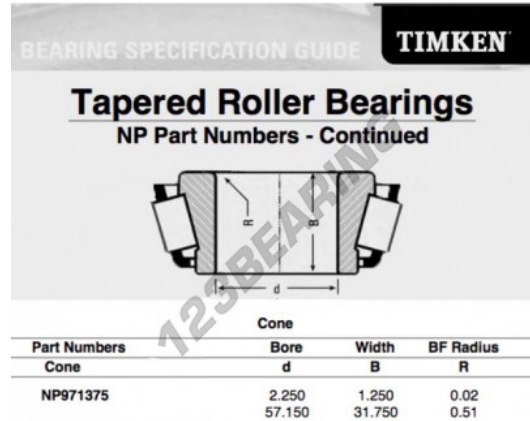 BEARING SPECIFICATION GUIDE
TIMKEN
Tapered Roller Bearings
NP Part Numbers - Continued
R
B
d
123BEARING
Cone
Part Numbers Bore Width BF Radius
Cone d B R
NP971375 2.250 1.250 0.02
57.150 31.750 0.51